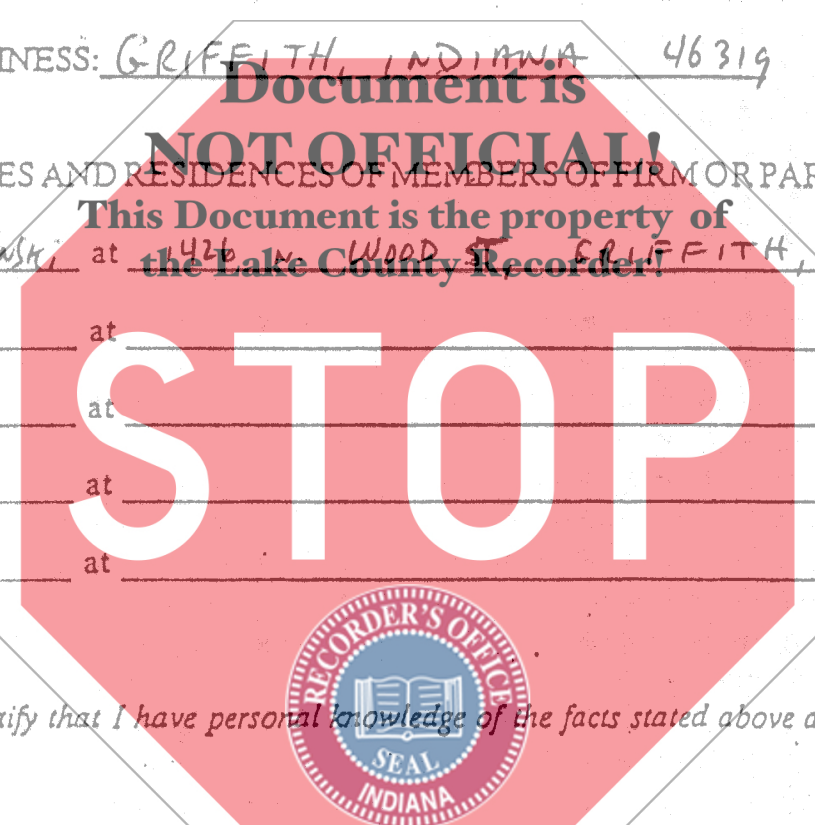 INESS: GRIFFITH, INDIANA 46319
Document is
NOT OFFICIAL!
ES AND RESIDENCES OF MEMBERS OF FIRM OR PAR
This Document is the property of
at 1426 N. WOOD ST, GRIFFITH,
the Lake County Recorder!
at
STOP
at
at
at
RECORDER'S OFFICE
ify that I have personal knowledge of the facts stated above a
SEAL
INDIANA